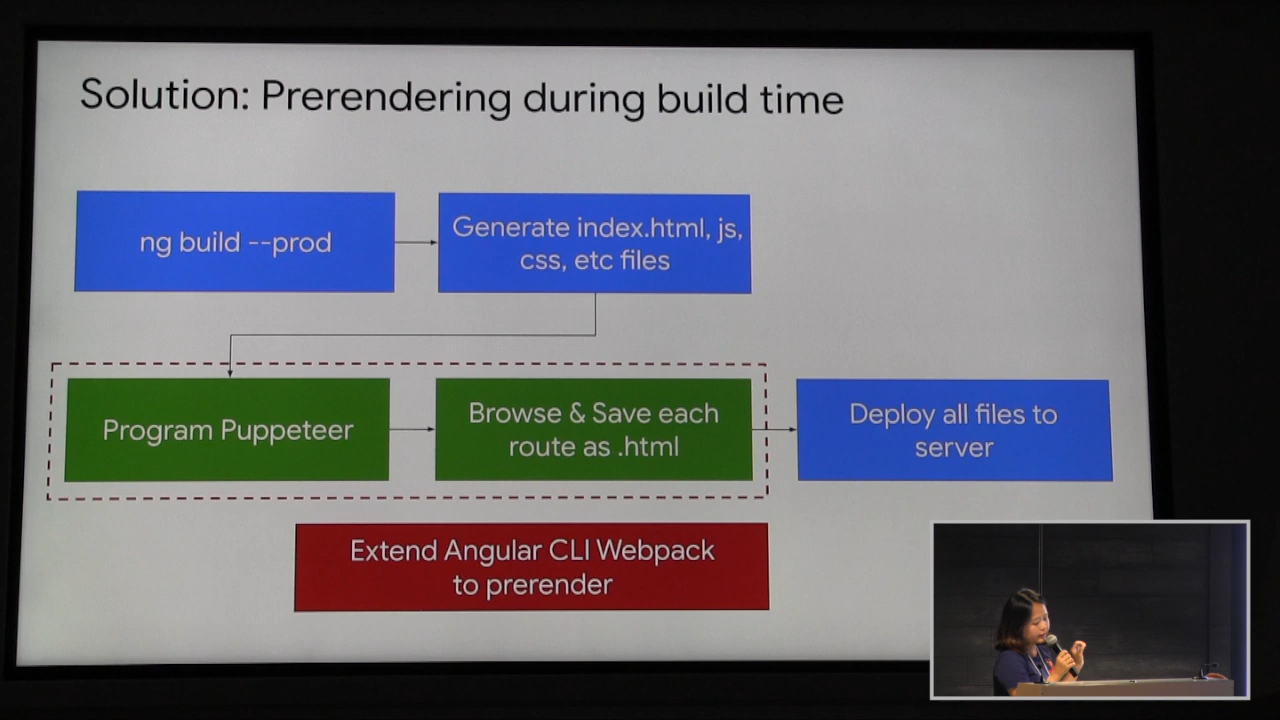 Solution: Prerendering during build time
ng build --prod
Generate index.html, js,
css, etc files
Program Puppeteer
Browse & Save each
route as .html
Deploy all files to
server
Extend Angular CLI Webpack
to prerender